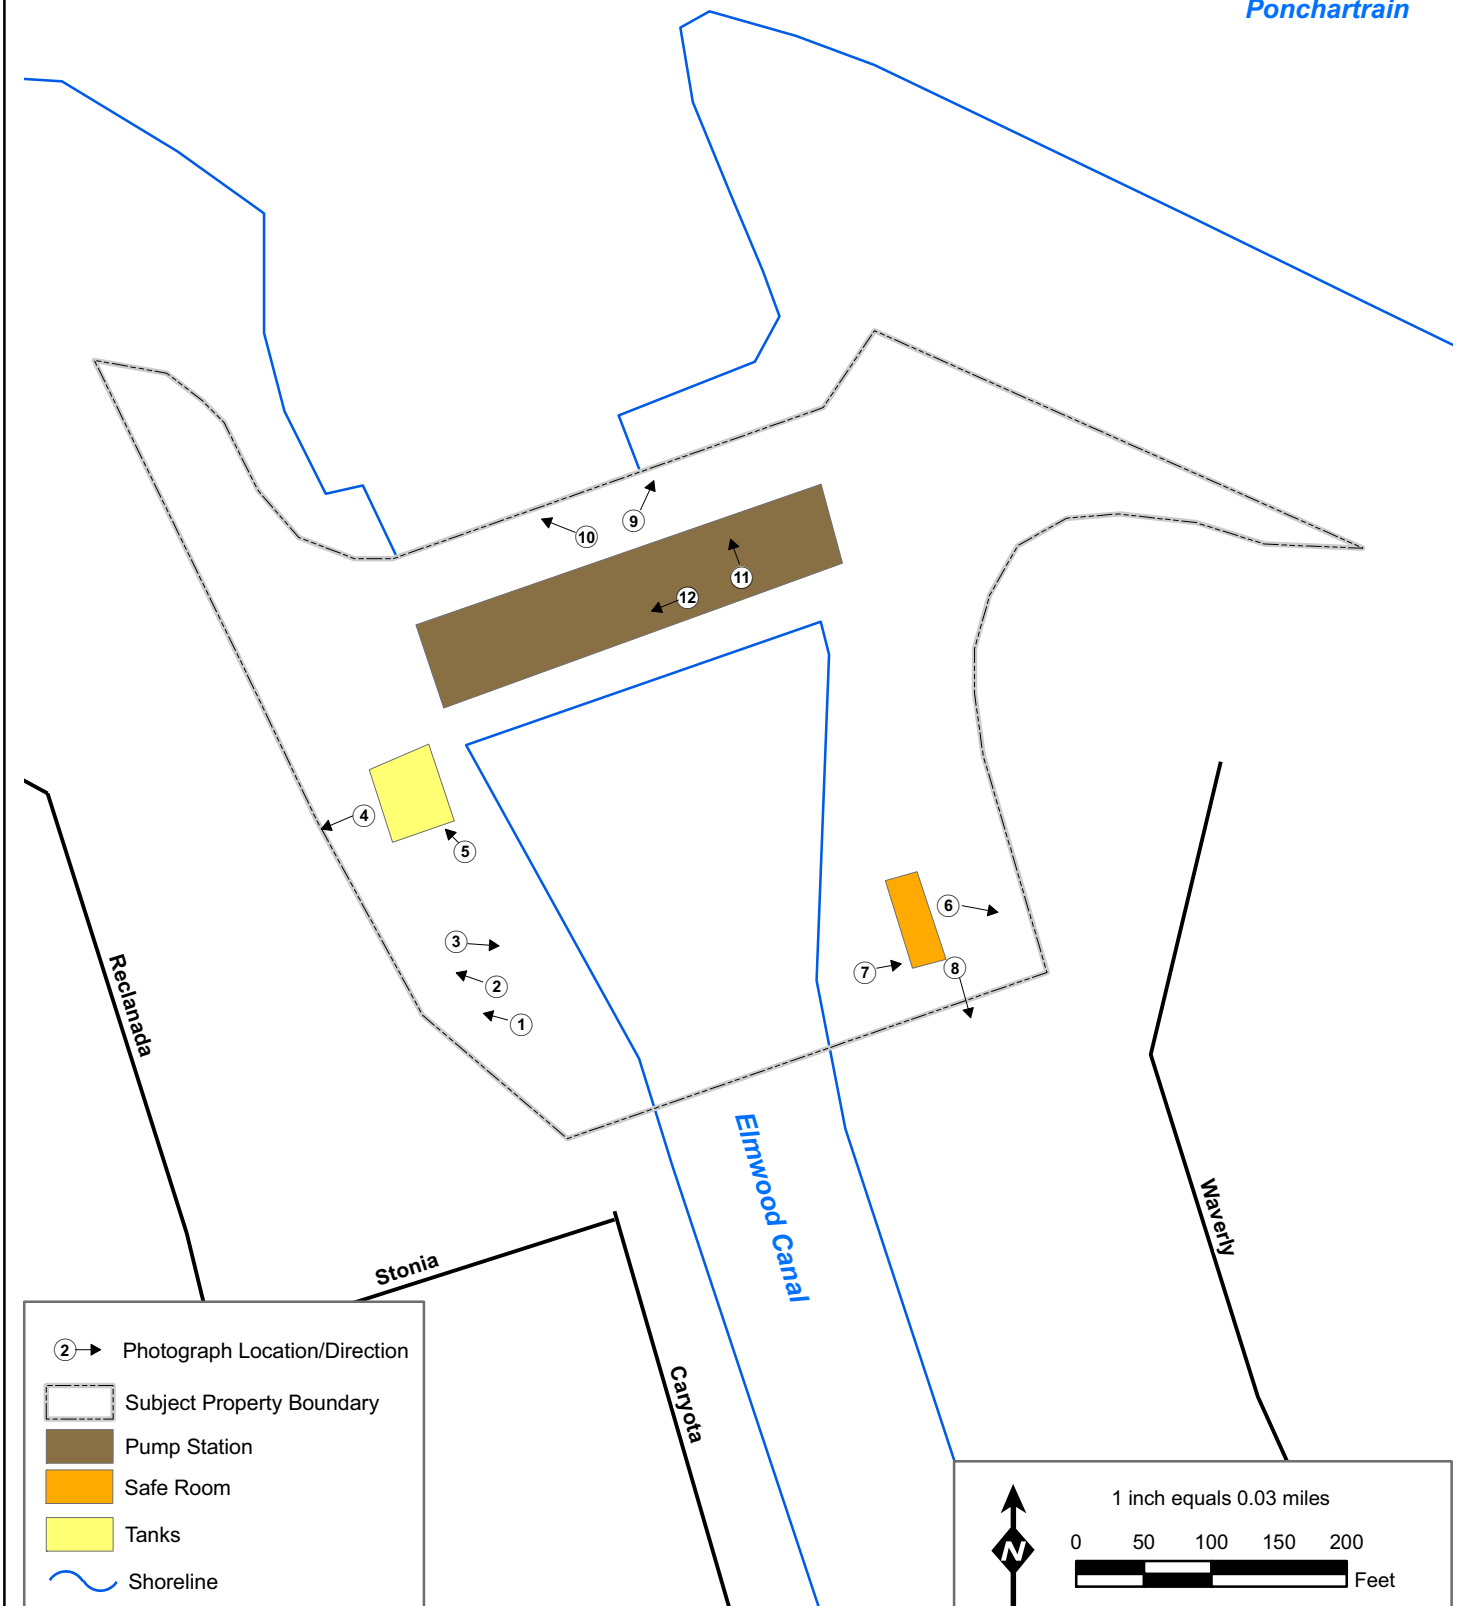 Ponchartrain
9
10
11
12
4
5
6
3
7
8
2
1
Reclanada
Elmwood Canal
Waverly
Stonia
Caryota
2 Photograph Location/Direction
Subject Property Boundary
Pump Station
Safe Room
Tanks
Shoreline
1 inch equals 0.03 miles
0 50 100 150 200
Feet
N